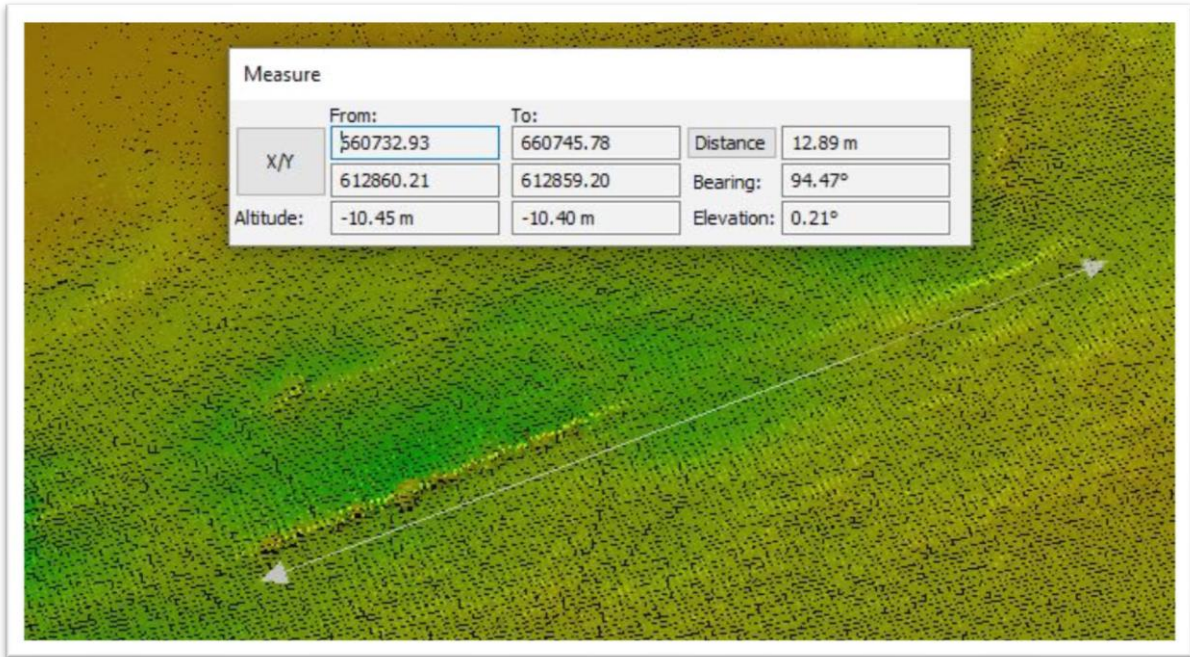 Measure
From: To:
X/Y 660732.93 660745.78 Distance 12.89 m
612860.21 612859.20 Bearing: 94.47°
Altitude: -10.45 m -10.40 m Elevation: 0.21°